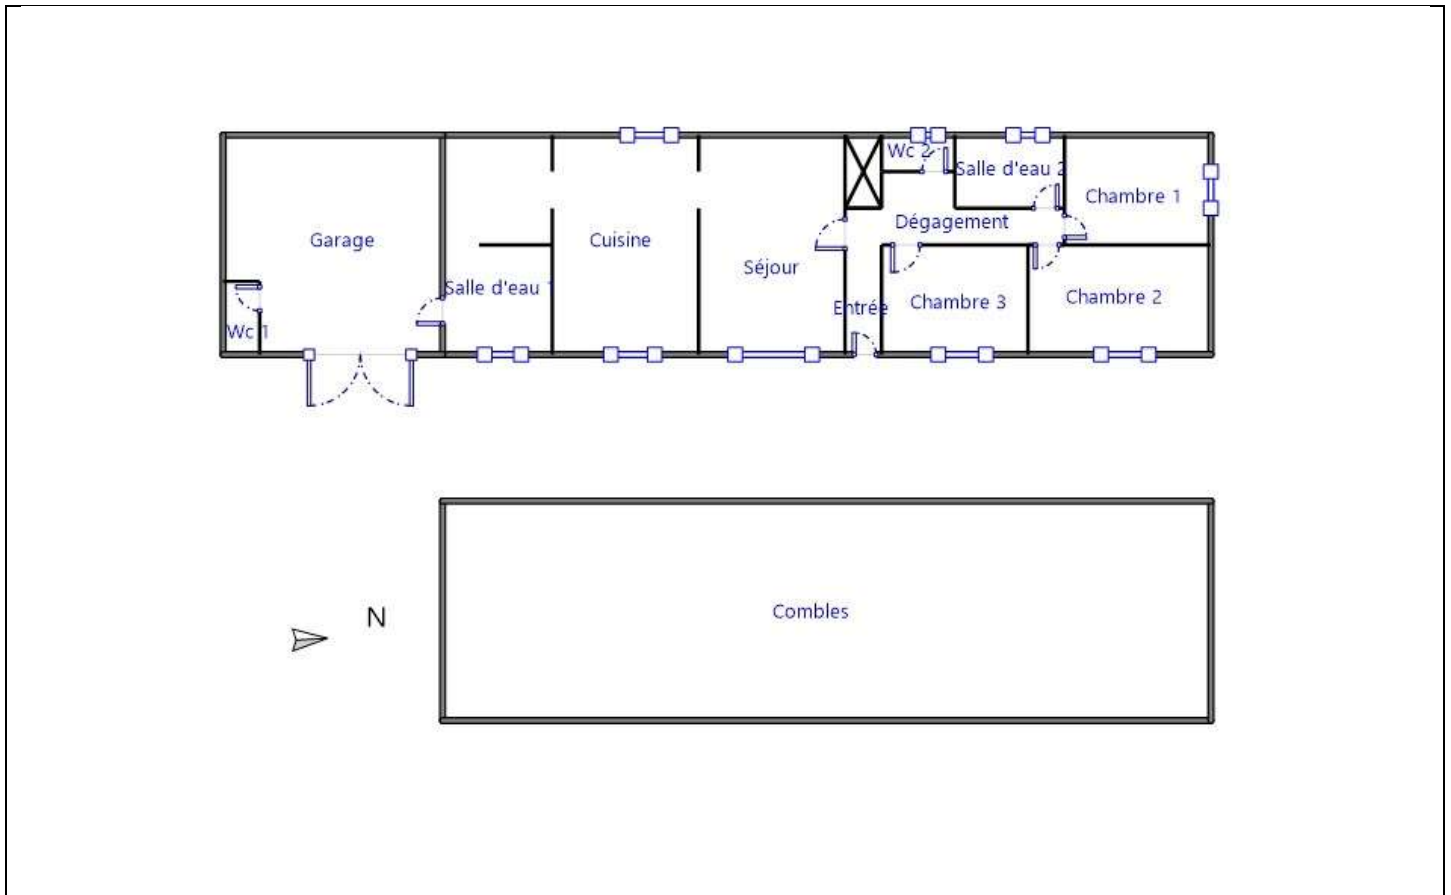 Wc 2
Salle d'eau 2
Chambre 1
Dégagement
Garage
Cuisine
Séjour
Salle d'eau 1
Entrée
Chambre 3
Chambre 2
Wc 1
Combles
N